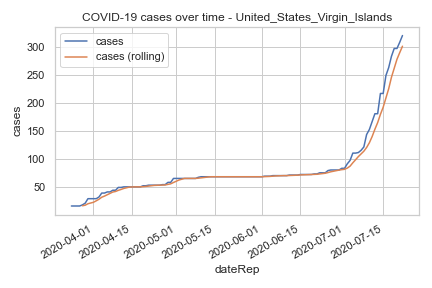 COVID-19 cases over time - United_States_Virgin_Islands
cases
cases (rolling)
300
250
200
150
100
50
cases
2020-04-01
2020-04-15
2020-05-01
2020-05-15
2020-06-01
2020-06-15
2020-07-01
2020-07-15
dateRep